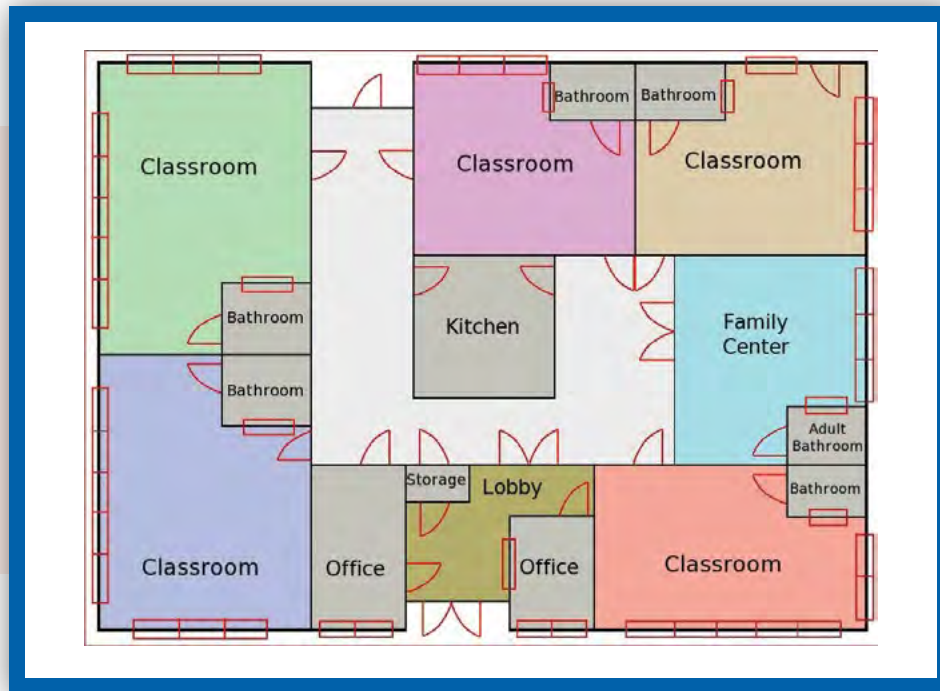 Bathroom
Bathroom
Classroom
Classroom
Classroom
Bathroom
Kitchen
Family
Center
Bathroom
Adult
Bathroom
Storage
Lobby
Bathroom
Classroom
Office
Office
Classroom